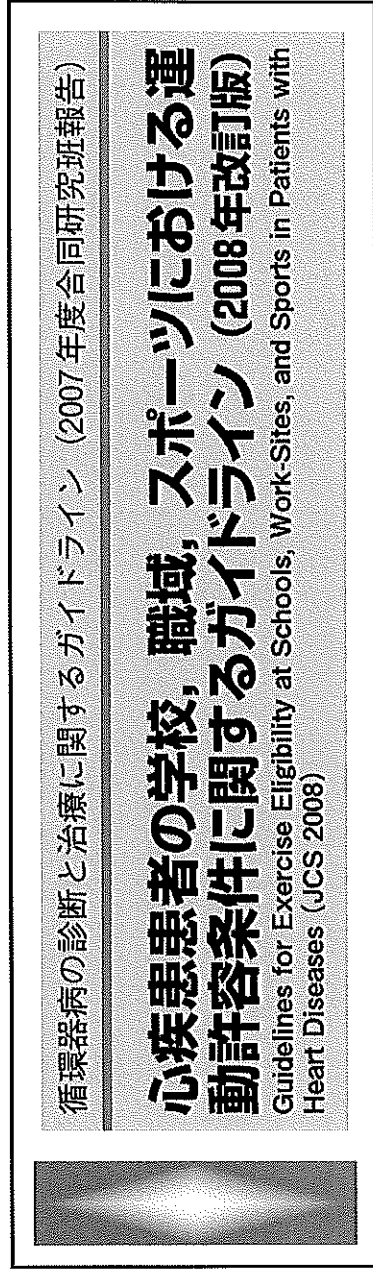 循環器病の診断と治療に関するガイドライン（2007年度合同研究班報告）
心疾患患者の学校，職域，スポーツにおける運
動許容条件に関するガイドライン（2008年改訂版）
Guidelines for Exercise Eligibility at Schools, Work-Sites, and Sports in Patients with
Heart Diseases (JCS 2008)